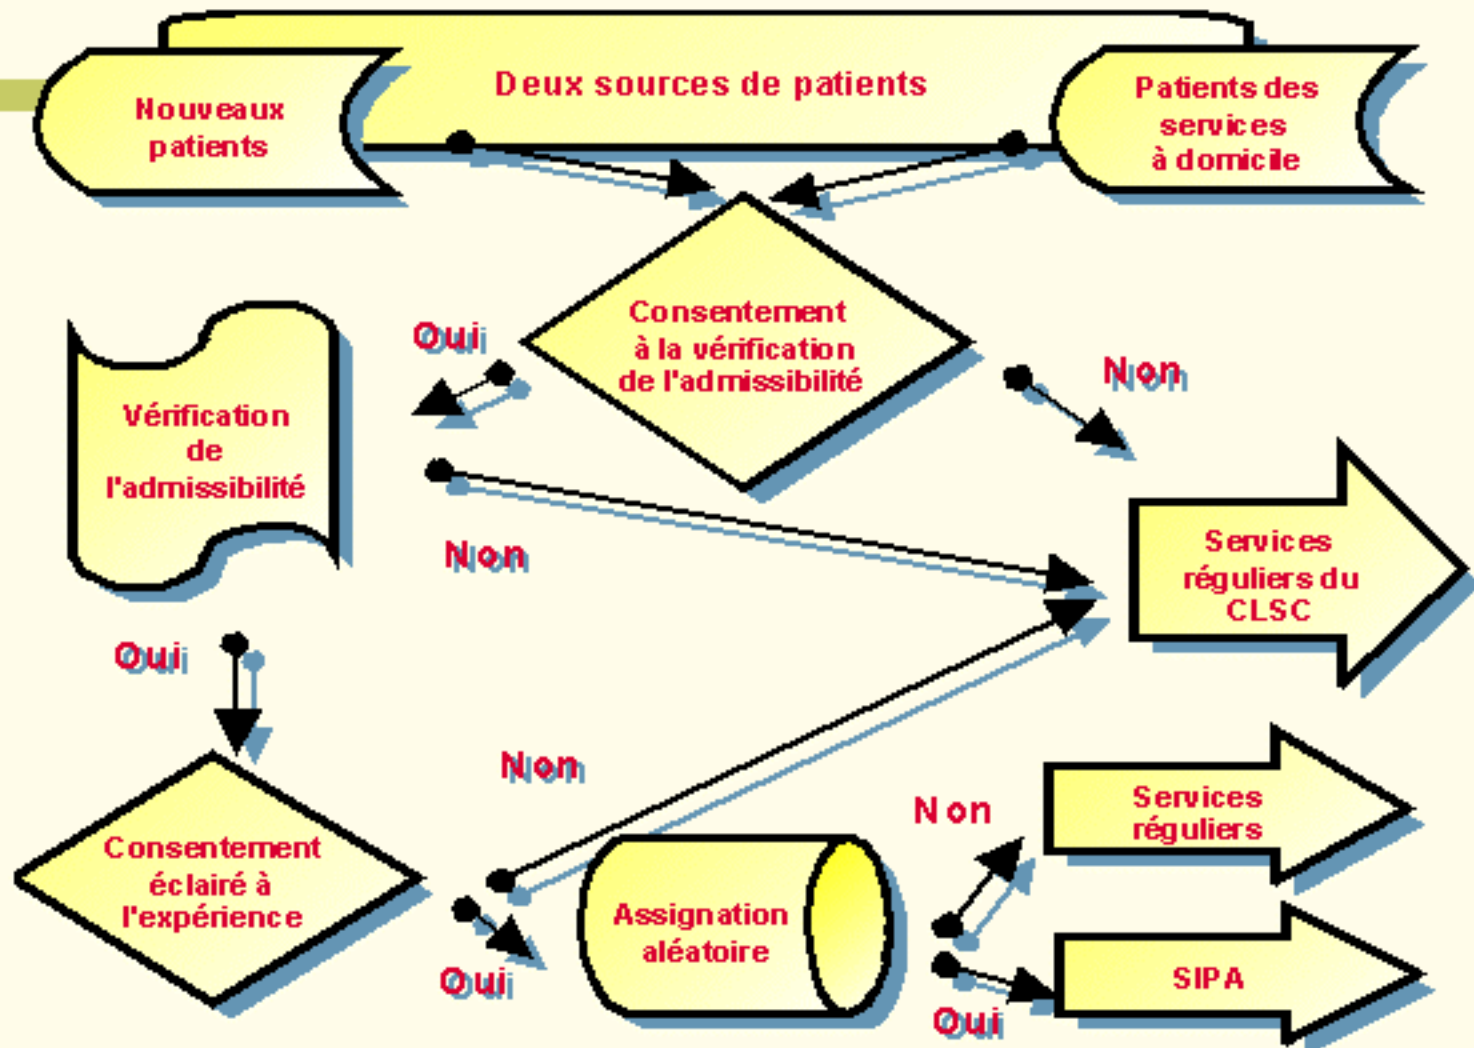 Deux sources de patients
Nouveaux
patients
Patients des
services
à domicile
Consentement
à la vérification
de l'admissibilité
Oui
Non
Vérification
de
l'admissibilité
Non
Services
réguliers du
CLSC
Oui
Non
Consentement
éclairé à
l'expérience
Oui
Assignation
aléatoire
Non
Services
réguliers
Oui
SIPA